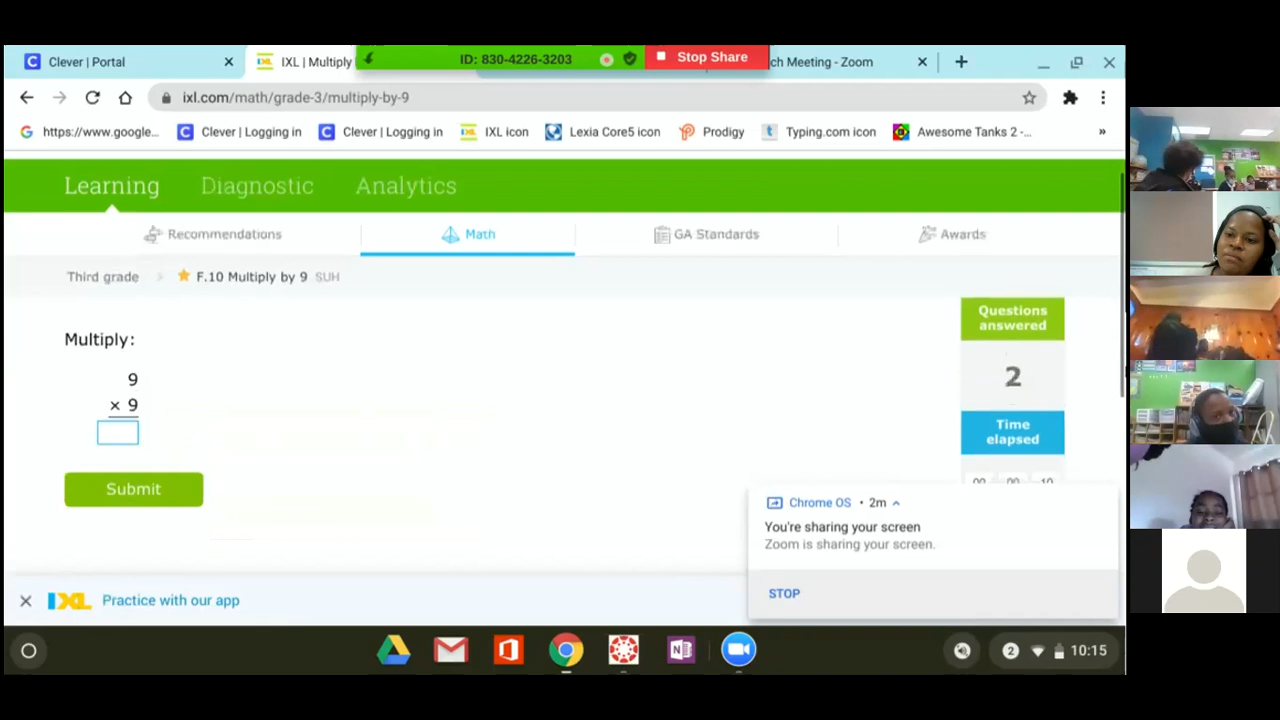 Clever | Portal
IXL | Multiply
ID: 830-4226-3203
Stop Share
ch Meeting - Zoom
ixl.com/math/grade-3/multiply-by-9
https://www.google...
Clever | Logging in
Clever | Logging in
IXL icon
Lexia Core5 icon
Prodigy
Typing.com icon
Awesome Tanks 2 -...
»
Learning
Diagnostic
Analytics
Recommendations
Math
GA Standards
Awards
Third grade > F.10 Multiply by 9 SUH
Multiply:
9
× 9
Submit
Questions
answered
2
Time
elapsed
Chrome OS • 2m
You're sharing your screen
Zoom is sharing your screen.
STOP
IXL Practice with our app
2
10:15